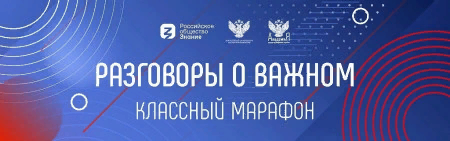 Российское
общество
Знание
РАЗГОВОРЫ О ВАЖНОМ
КЛАССНЫЙ МАРАФОН